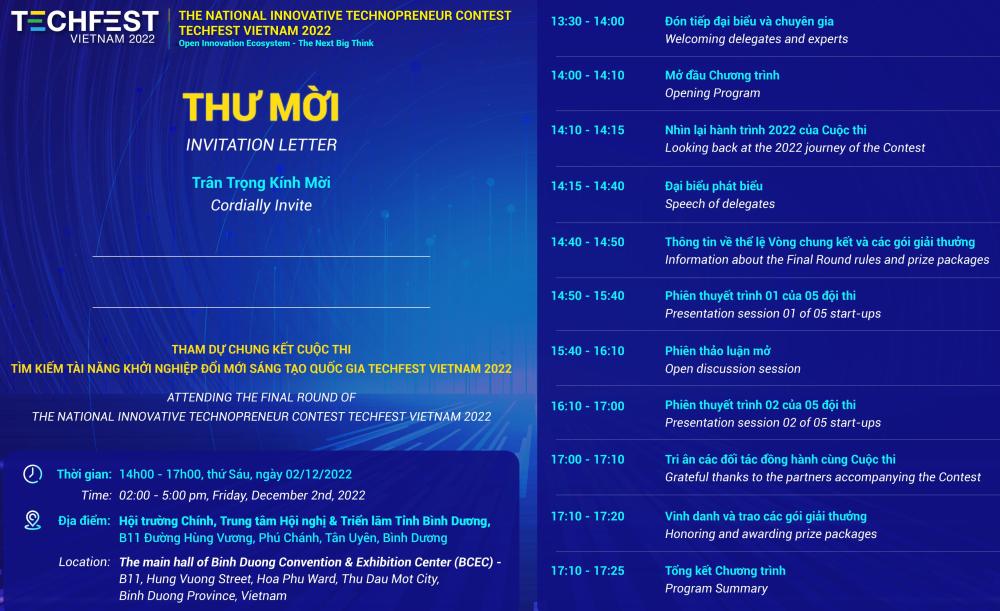 TECHFEST
VIETNAM 2022
THE NATIONAL INNOVATIVE TECHNOPRENEUR CONTEST
TECHFEST VIETNAM 2022
Open Innovation Ecosystem - The Next Big Think
THƯ MỜI
INVITATION LETTER
Trân Trọng Kính Mời
Cordially Invite
THAM DỰ CHUNG KẾT CUỘC THI
TÌM KIẾM TÀI NĂNG KHỞI NGHIỆP ĐỔI MỚI SÁNG TẠO QUỐC GIA TECHFEST VIETNAM 2022
ATTENDING THE FINAL ROUND OF
THE NATIONAL INNOVATIVE TECHNOPRENEUR CONTEST TECHFEST VIETNAM 2022
Thời gian: 14h00 - 17h00, thứ Sáu, ngày 02/12/2022
Time: 02:00 - 5:00 pm, Friday, December 2nd, 2022
Địa điểm: Hội trường Chính, Trung tâm Hội nghị & Triển lãm Tỉnh Bình Dương,
B11 Đường Hùng Vương, Phú Chánh, Tân Uyên, Bình Dương
Location: The main hall of Binh Duong Convention & Exhibition Center (BCEC) -
B11, Hung Vuong Street, Hoa Phu Ward, Thu Dau Mot City,
Binh Duong Province, Vietnam
13:30 - 14:00 Đón tiếp đại biểu và chuyên gia
Welcoming delegates and experts
14:00 - 14:10 Mở đầu Chương trình
Opening Program
14:10 - 14:15 Nhìn lại hành trình 2022 của Cuộc thi
Looking back at the 2022 journey of the Contest
14:15 - 14:40 Đại biểu phát biểu
Speech of delegates
14:40 - 14:50 Thông tin về thể lệ Vòng chung kết và các gói giải thưởng
Information about the Final Round rules and prize packages
14:50 - 15:40 Phiên thuyết trình 01 của 05 đội thi
Presentation session 01 of 05 start-ups
15:40 - 16:10 Phiên thảo luận mở
Open discussion session
16:10 - 17:00 Phiên thuyết trình 02 của 05 đội thi
Presentation session 02 of 05 start-ups
17:00 - 17:10 Tri ân các đối tác đồng hành cùng Cuộc thi
Grateful thanks to the partners accompanying the Contest
17:10 - 17:20 Vinh danh và trao các gói giải thưởng
Honoring and awarding prize packages
17:10 - 17:25 Tổng kết Chương trình
Program Summary